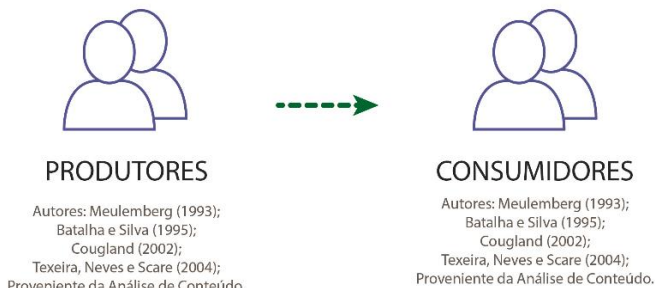 PRODUTORES
Autores: Meulemberg (1993);
Batalha e Silva (1995);
Cougland (2002);
Texeira, Neves e Scare (2004);
Proveniente da Análise de Conteúdo
CONSUMIDORES
Autores: Meulemberg (1993);
Batalha e Silva (1995);
Cougland (2002);
Texeira, Neves e Scare (2004);
Proveniente da Análise de Conteúdo.